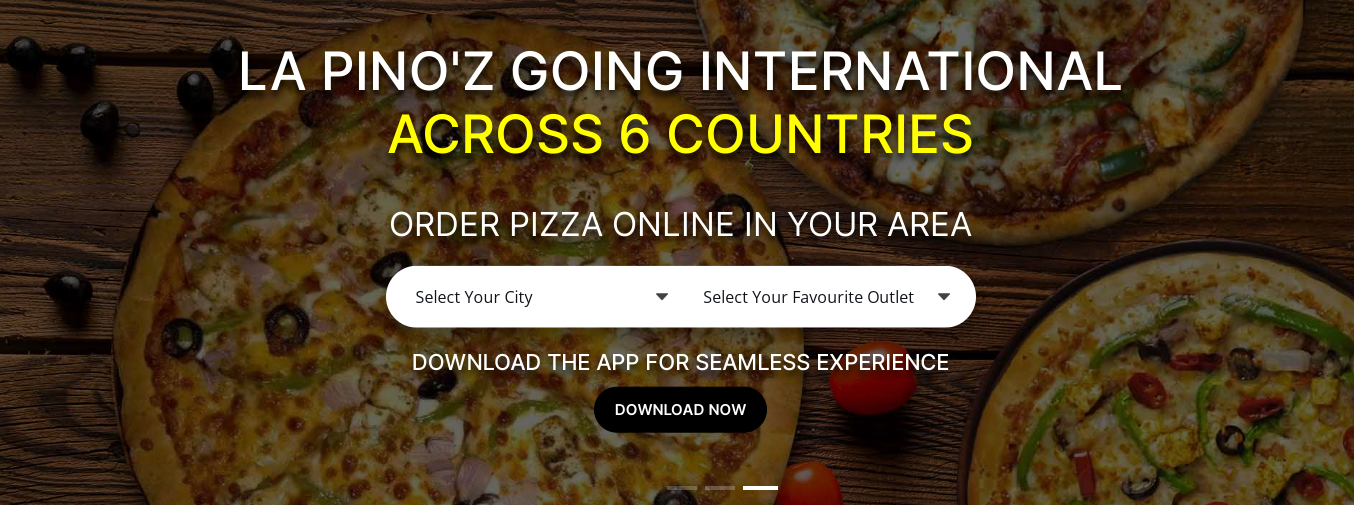 LA PINO'Z GOING INTERNATIONAL
ACROSS 6 COUNTRIES
ORDER PIZZA ONLINE IN YOUR AREA
Select Your City Select Your Favourite Outlet
DOWNLOAD THE APP FOR SEAMLESS EXPERIENCE
DOWNLOAD NOW